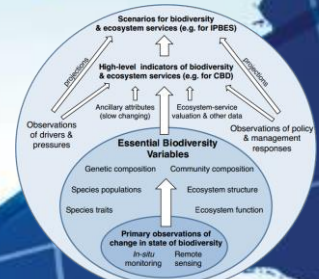 Scenarios for biodiversity
& ecosystem services (e.g. for IPBES)
projections
projections
High-level indicators of biodiversity
& ecosystem services (e.g. for CBD)
Ancillary attributes
(slow changing)
Ecosystem-service
valuation & other data
Observations
of drivers &
pressures
Observations of policy
& management
responses
Essential Biodiversity
Variables
Genetic composition
Community composition
Species populations
Ecosystem structure
Species traits
Ecosystem function
Primary observations of
change in state of biodiversity
In-situ
monitoring
Remote
sensing